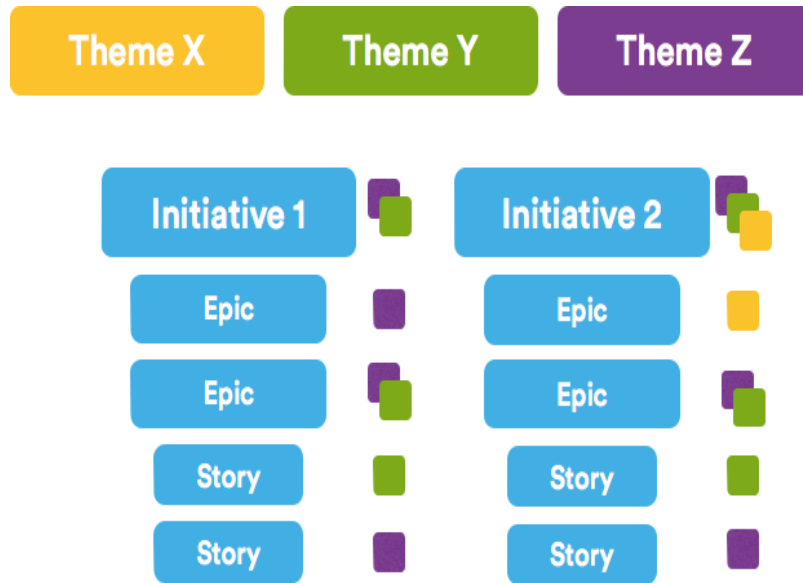 Theme X
Theme Y
Theme Z
Initiative 1
Initiative 2
Epic
Epic
Epic
Epic
Story
Story
Story
Story